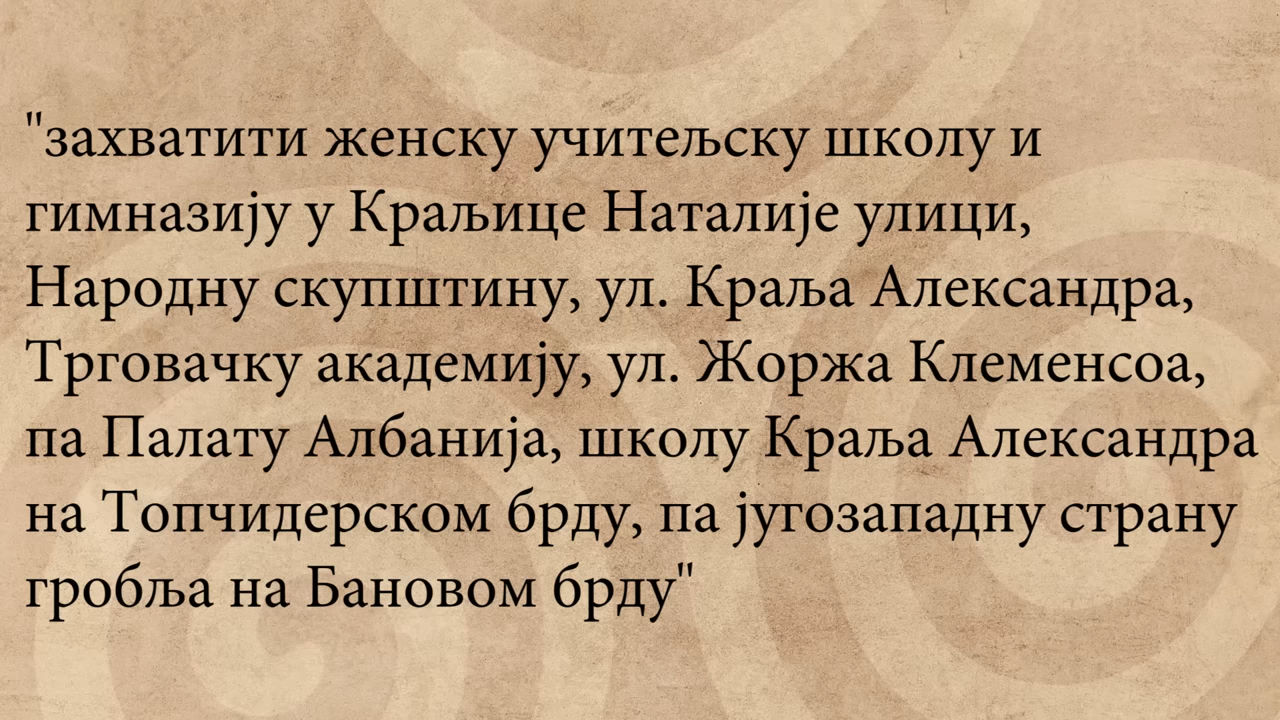 "захватити женску учитељску школу и
гимназију у Краљице Наталије улици,
Народну скупштину, ул. Краља Александра,
Трговачку академију, ул. Жоржа Клеменсоа,
па Палату Албанија, школу Краља Александра
на Топчидерском брду, па југозападну страну
гробља на Бановом брду"